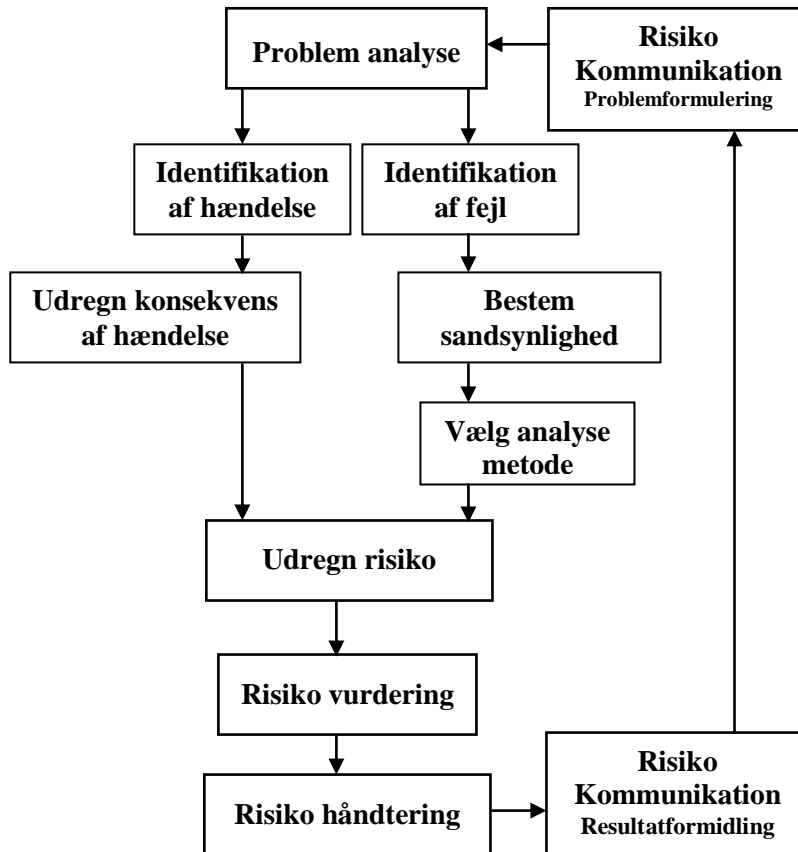 Problem analyse
Risiko
Kommunikation
Problemformulering
Identifikation
af hændelse
Identifikation
af fejl
Udregn konsekvens
af hændelse
Bestem
sandsynlighed
Vælg analyse
metode
Udregn risiko
Risiko vurdering
Risiko håndtering
Risiko
Kommunikation
Resultatformidling